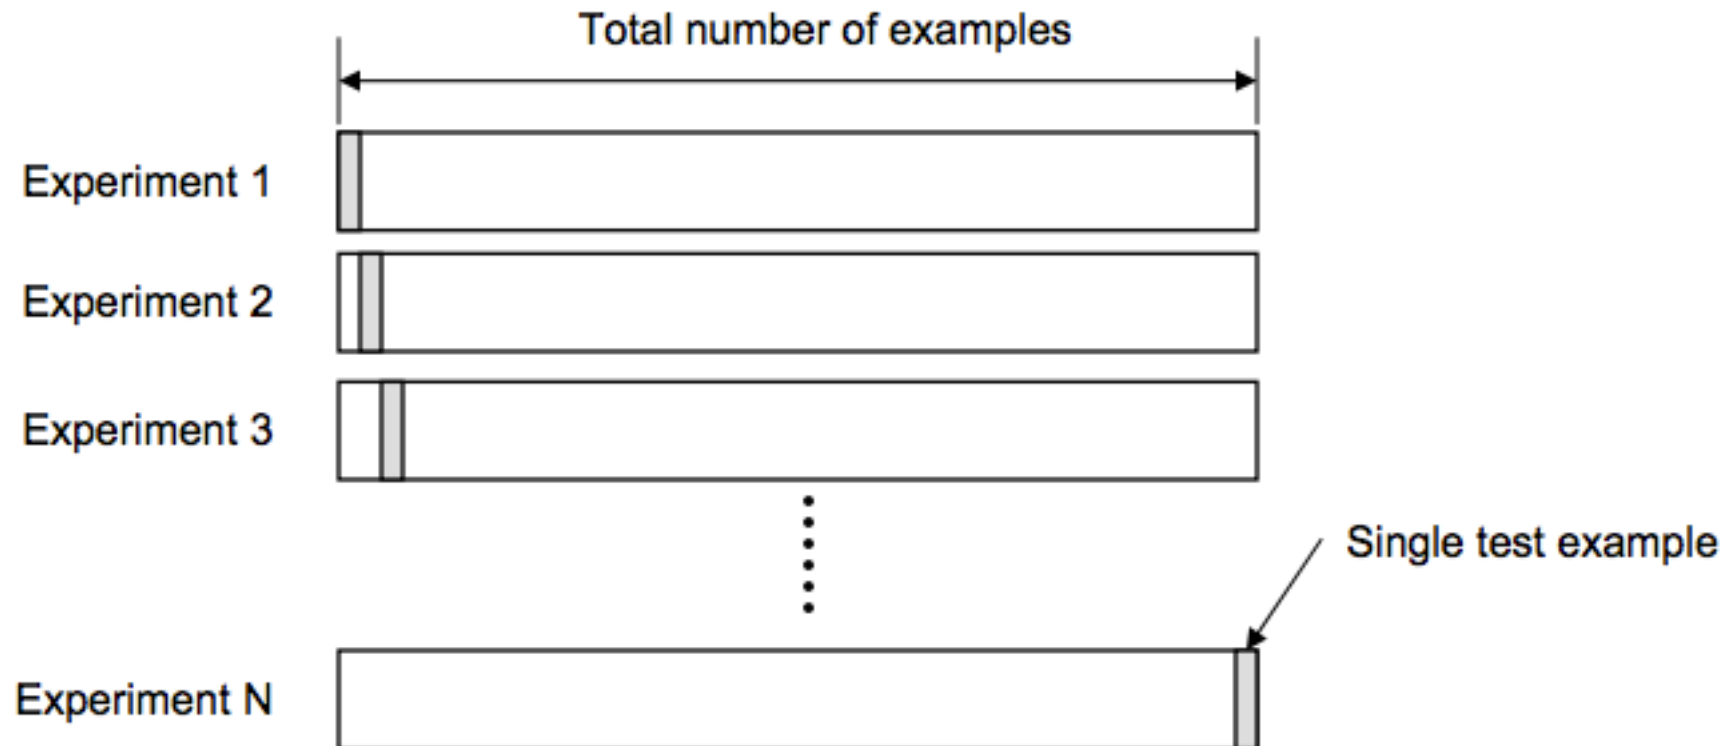 Total number of examples
Experiment 1
Experiment 2
Experiment 3
Single test example
Experiment N